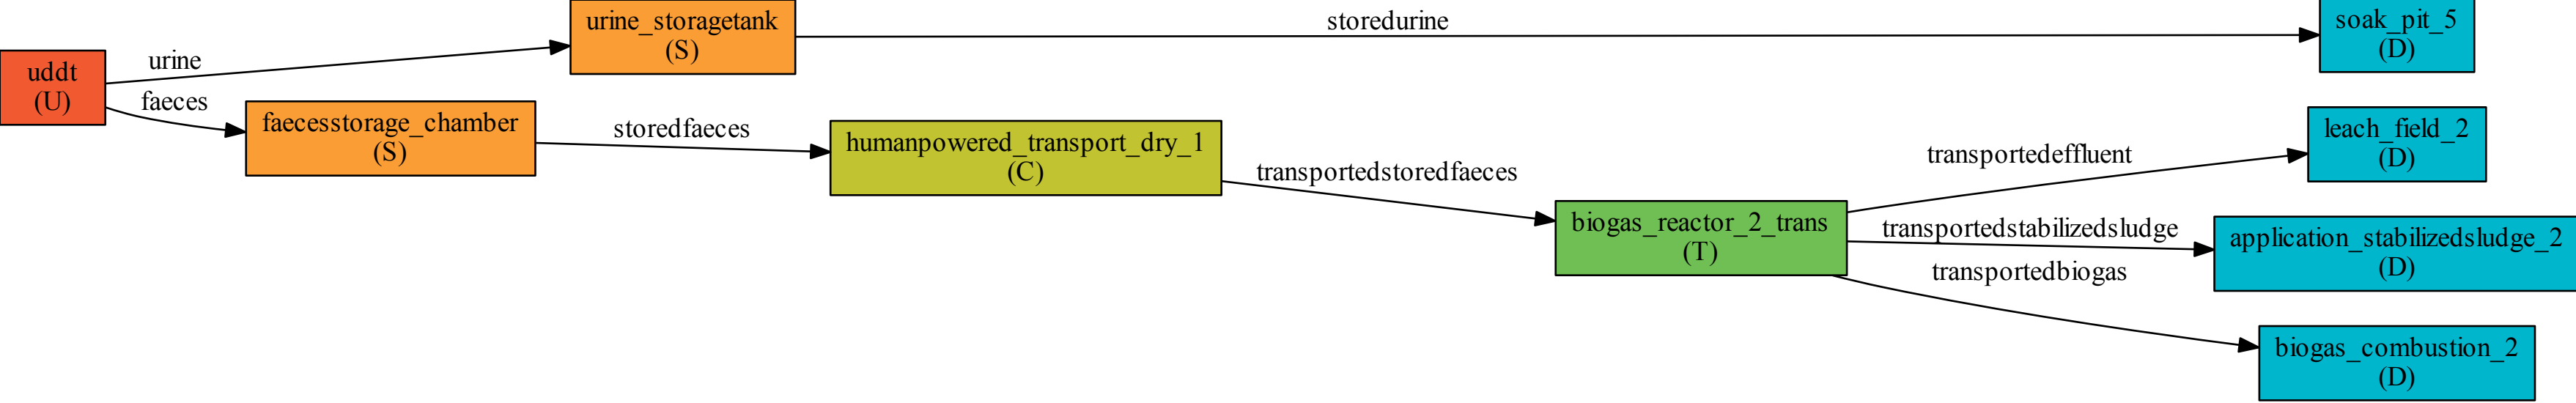 uddt
(U)
urine
faeces
urine_storagetank
(S)
faecesstorage_chamber
(S)
storedurine
storedfaeces
humanpowered_transport_dry_1
(C)
transportedstoredfaeces
biogas_reactor_2_trans
(T)
transportedeffluent
transportedstabilizedsludge
transportedbiogas
soak_pit_5
(D)
leach_field_2
(D)
application_stabilizedsludge_2
(D)
biogas_combustion_2
(D)